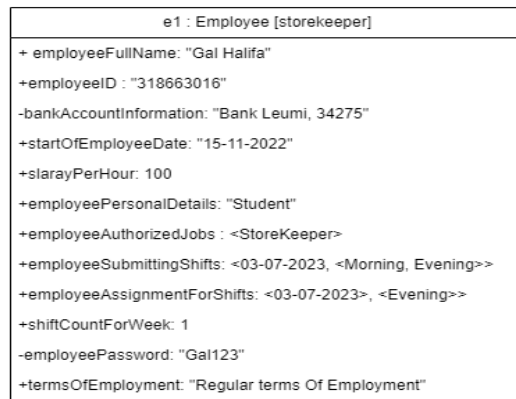 e1 : Employee [storekeeper]
+ employeeFullName: "Gal Halifa"
+employeeID : "318663016"
-bankAccountInformation: "Bank Leumi, 34275"
+startOfEmployeeDate: "15-11-2022"
+slarayPerHour: 100
+employeePersonalDetails: "Student"
+employeeAuthorizedJobs : <StoreKeeper>
+employeeSubmittingShifts: <03-07-2023, <Morning, Evening>>
+employeeAssignmentForShifts: <03-07-2023>, <Evening>>
+shiftCountForWeek: 1
-employeePassword: "Gal123"
+termsOfEmployment: "Regular terms Of Employment"